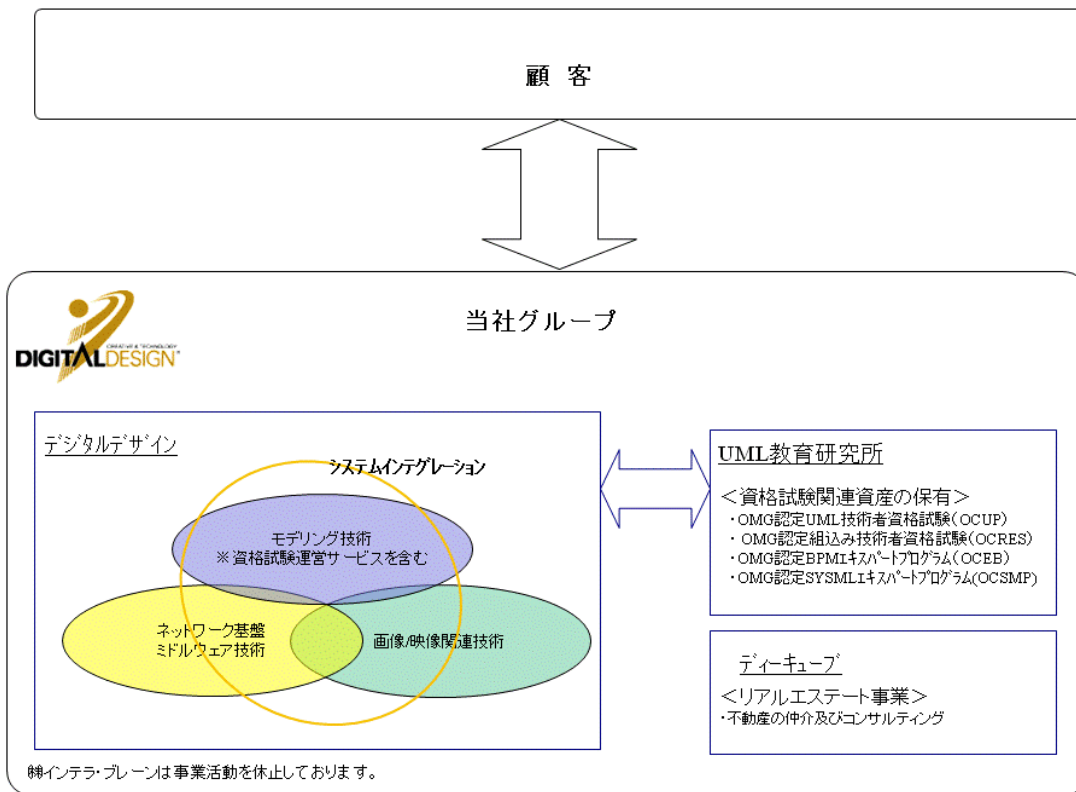 顧 客
当社グループ
CREATIVE & TECHNOLOGY
DIGITALDESIGN
デジタルデザイン
システムインテグレーション
モデリング技術
※資格試験運営サービスを含む
ネットワーク基盤
ミドルウェア技術
画像/映像関連技術
UML教育研究所
＜資格試験関連資産の保有＞
・OMG認定UML技術者資格試験(OCUP)
・OMG認定組込み技術者資格試験(OCRES)
・OMG認定BPMエキスパートプログラム(OCEB)
・OMG認定SYSMLエキスパートプログラム(OCSMP)
ディーキューブ
＜リアルエステート事業＞
・不動産の仲介及びコンサルティング
㈱インテラ・ブレーンは事業活動を休止しております。